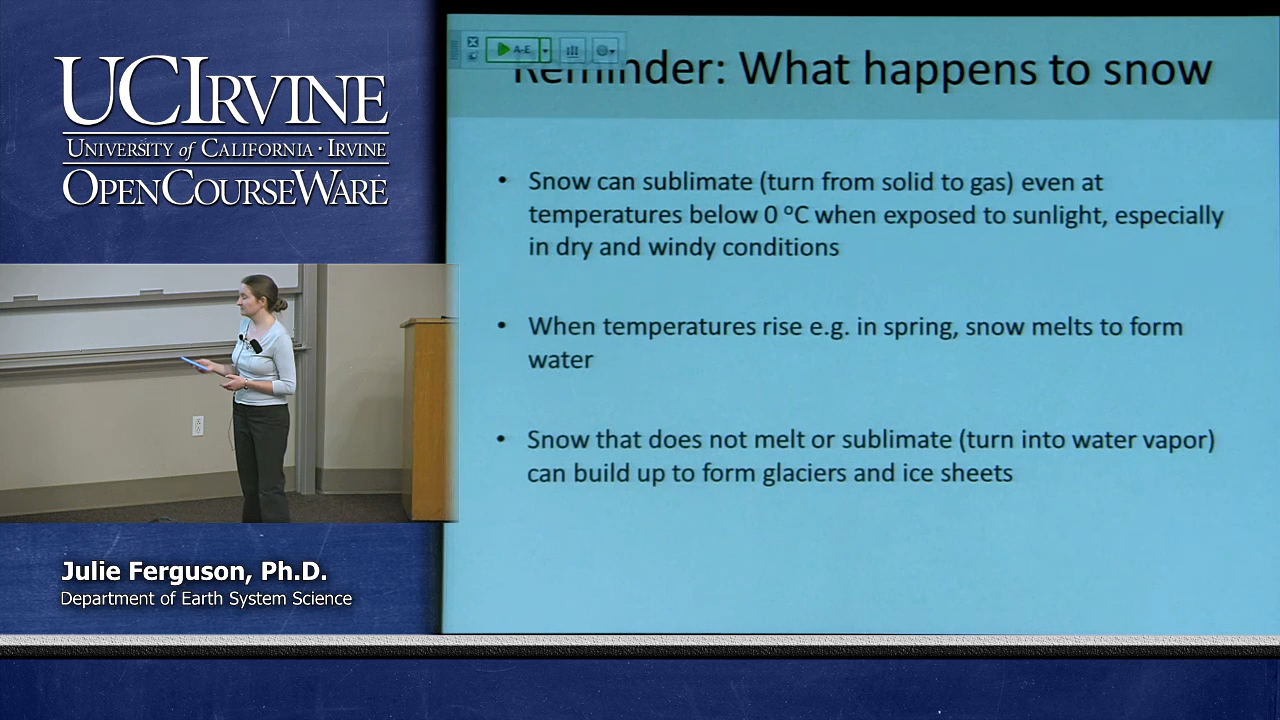 UCIRVINE
UNIVERSITY of CALIFORNIA · IRVINE
OPENCOURSEWARE
A-E
Reminder: What happens to snow
• Snow can sublimate (turn from solid to gas) even at
temperatures below 0 °C when exposed to sunlight, especially
in dry and windy conditions
• When temperatures rise e.g. in spring, snow melts to form
water
• Snow that does not melt or sublimate (turn into water vapor)
can build up to form glaciers and ice sheets
Julie Ferguson, Ph.D.
Department of Earth System Science